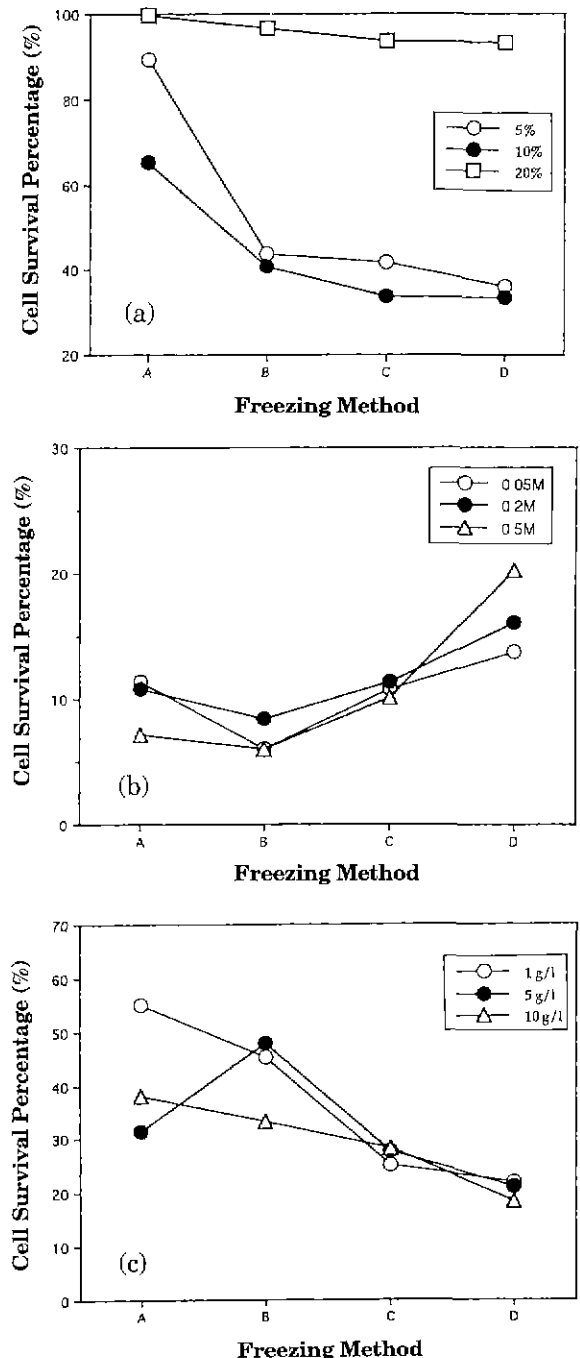 Cell Survival Percentage (%)
100
80
60
40
20
5%
10%
20%
(a)
A B C D
Freezing Method
Cell Survival Percentage (%)
30
20
10
0
0 05M
0 2M
0 5M
(b)
A B C D
Freezing Method
Cell Survival Percentage (%)
70
60
50
40
30
20
10
0
1 g/l
5 g/l
10 g/l
(c)
A B C D
Freezing Method